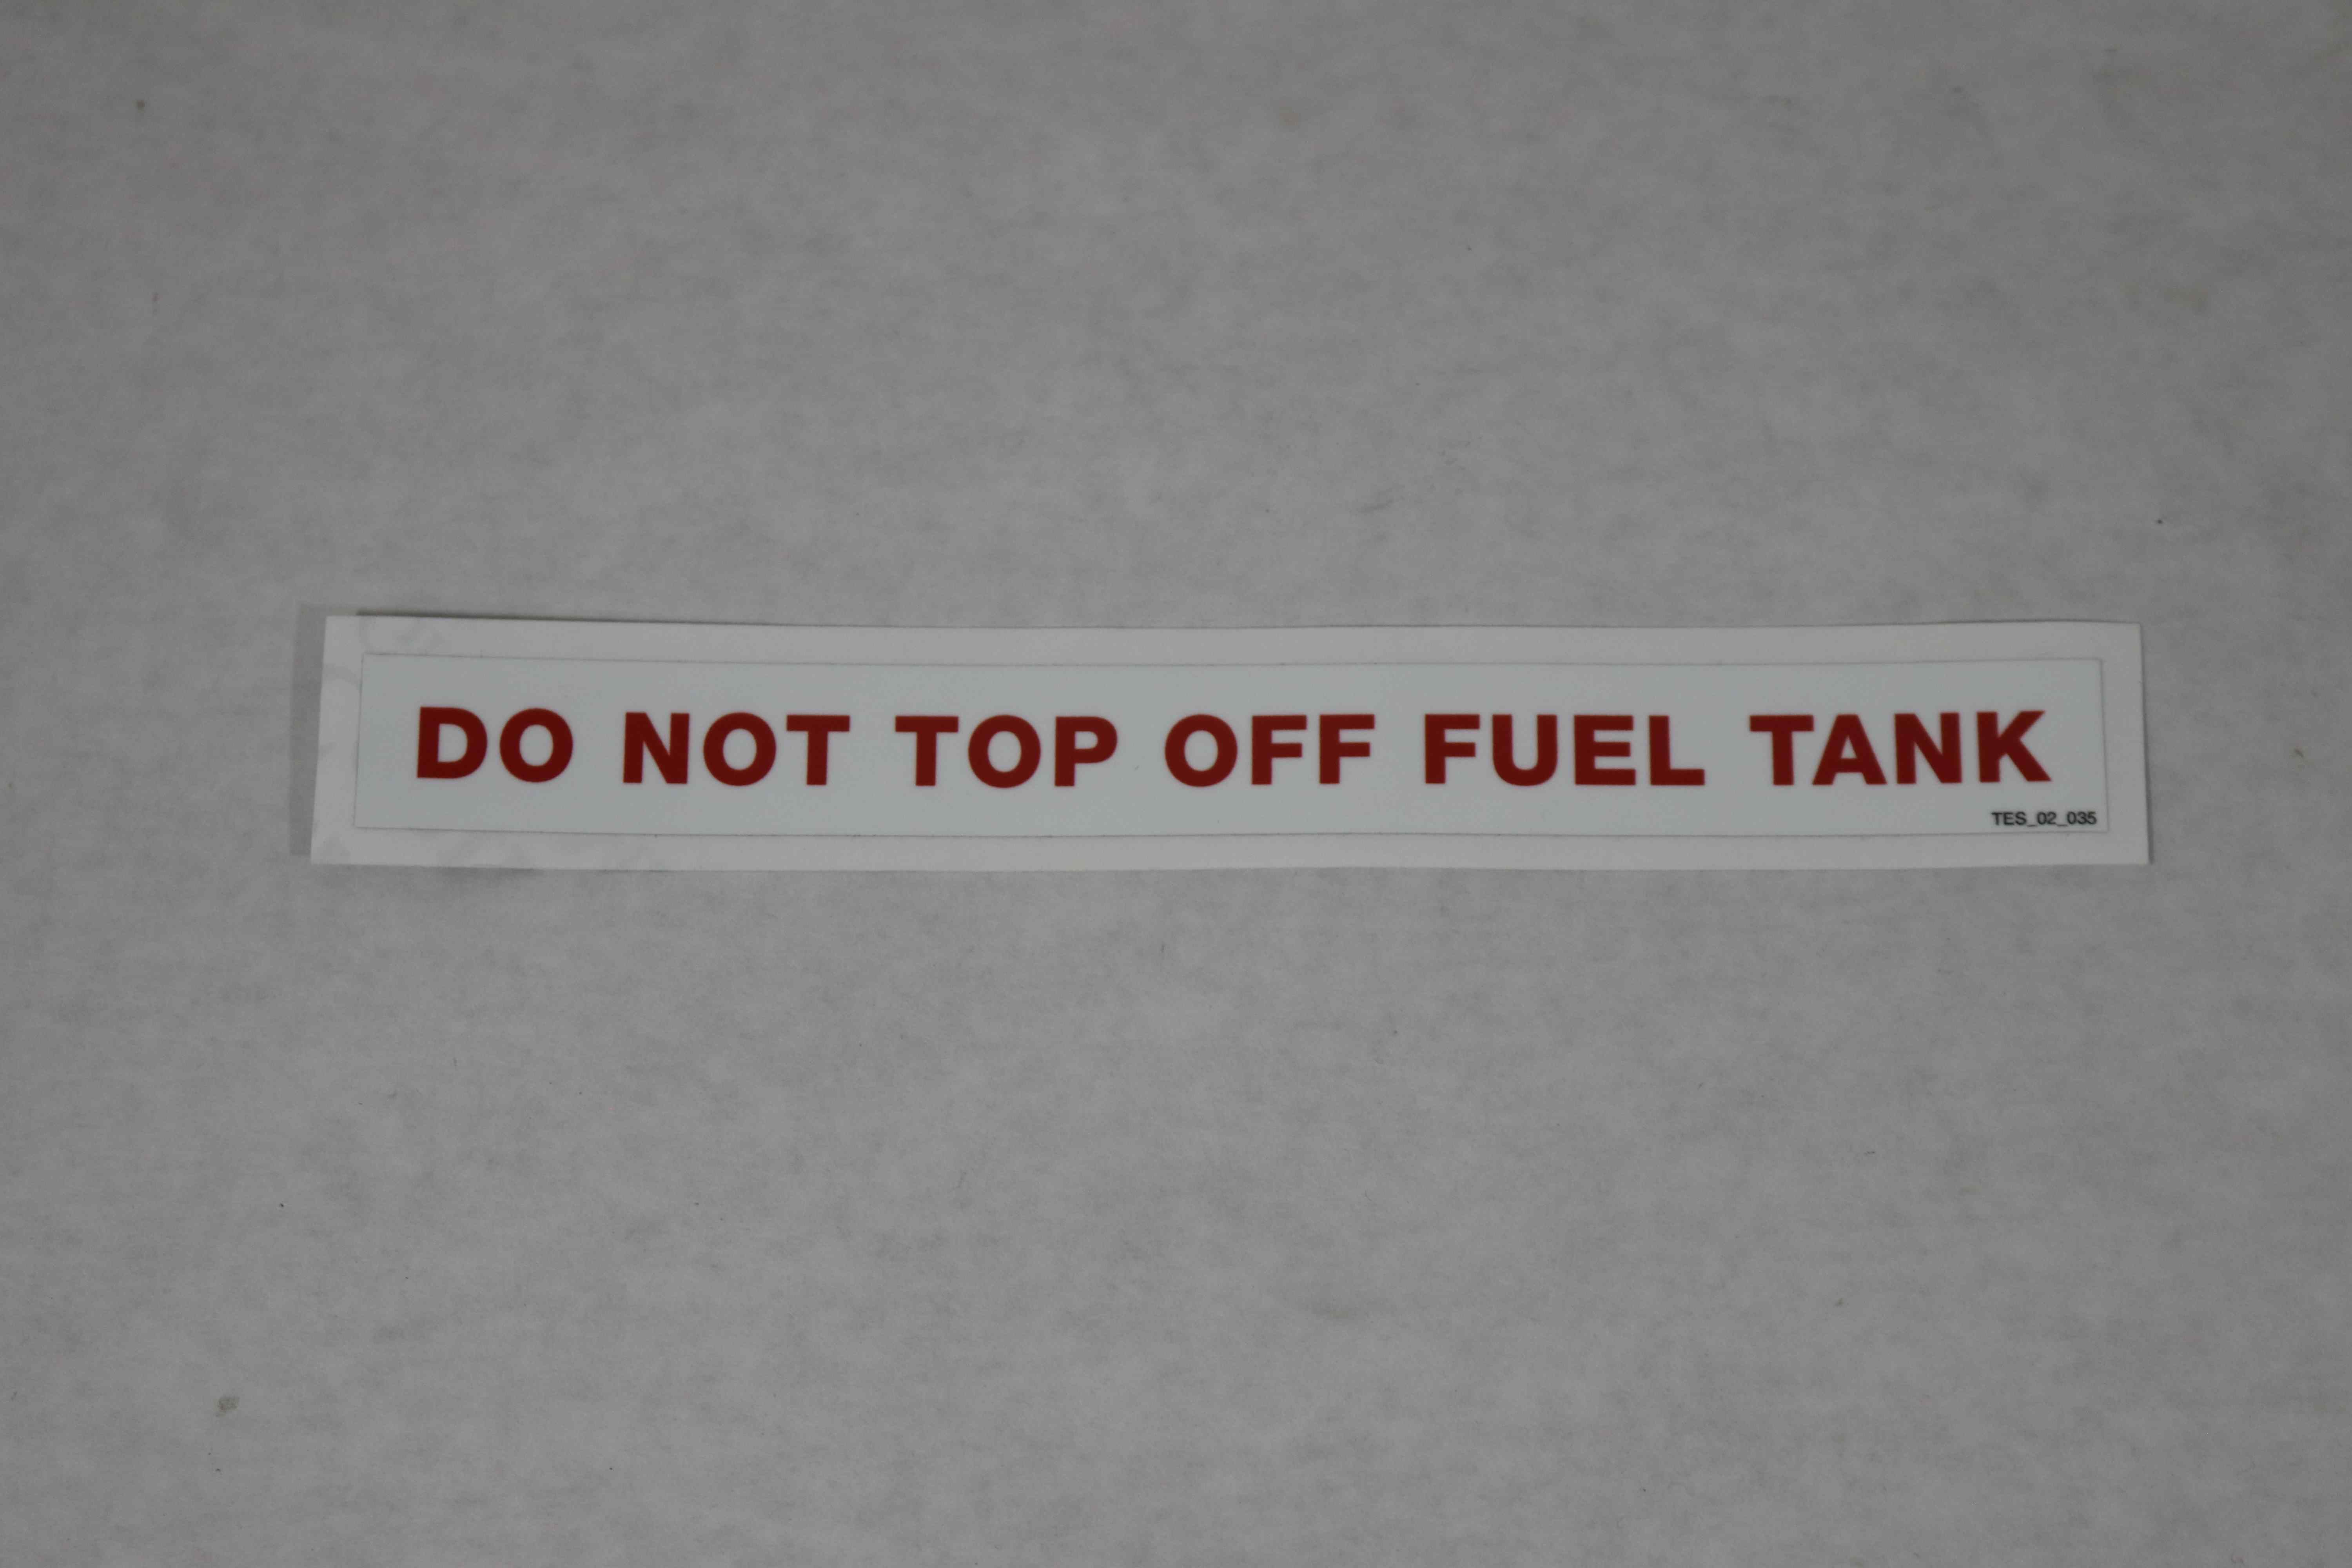 DO NOT TOP OFF FUEL TANK
TES_02_035